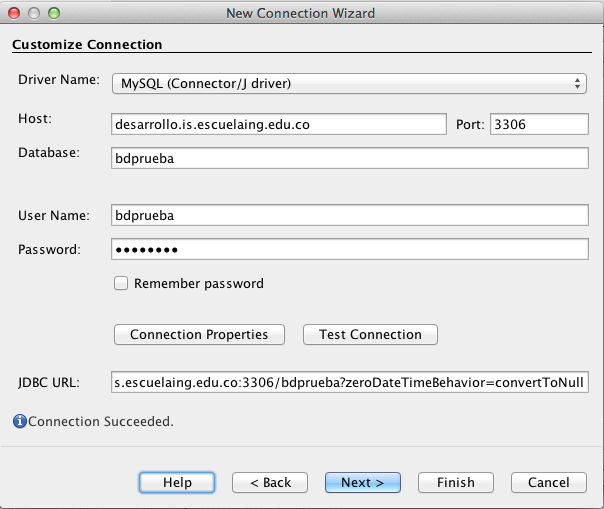 New Connection Wizard
Customize Connection
Driver Name: MySQL (Connector/J driver)
Host: desarrollo.is.escuelaing.edu.co Port: 3306
Database: bdprueba
User Name: bdprueba
Password: ●●●●●●●●
Remember password
Connection Properties Test Connection
JDBC URL: s.escuelaing.edu.co:3306/bdprueba?zeroDateTimeBehavior=convertToNull
Connection Succeeded.
Help < Back Next > Finish Cancel